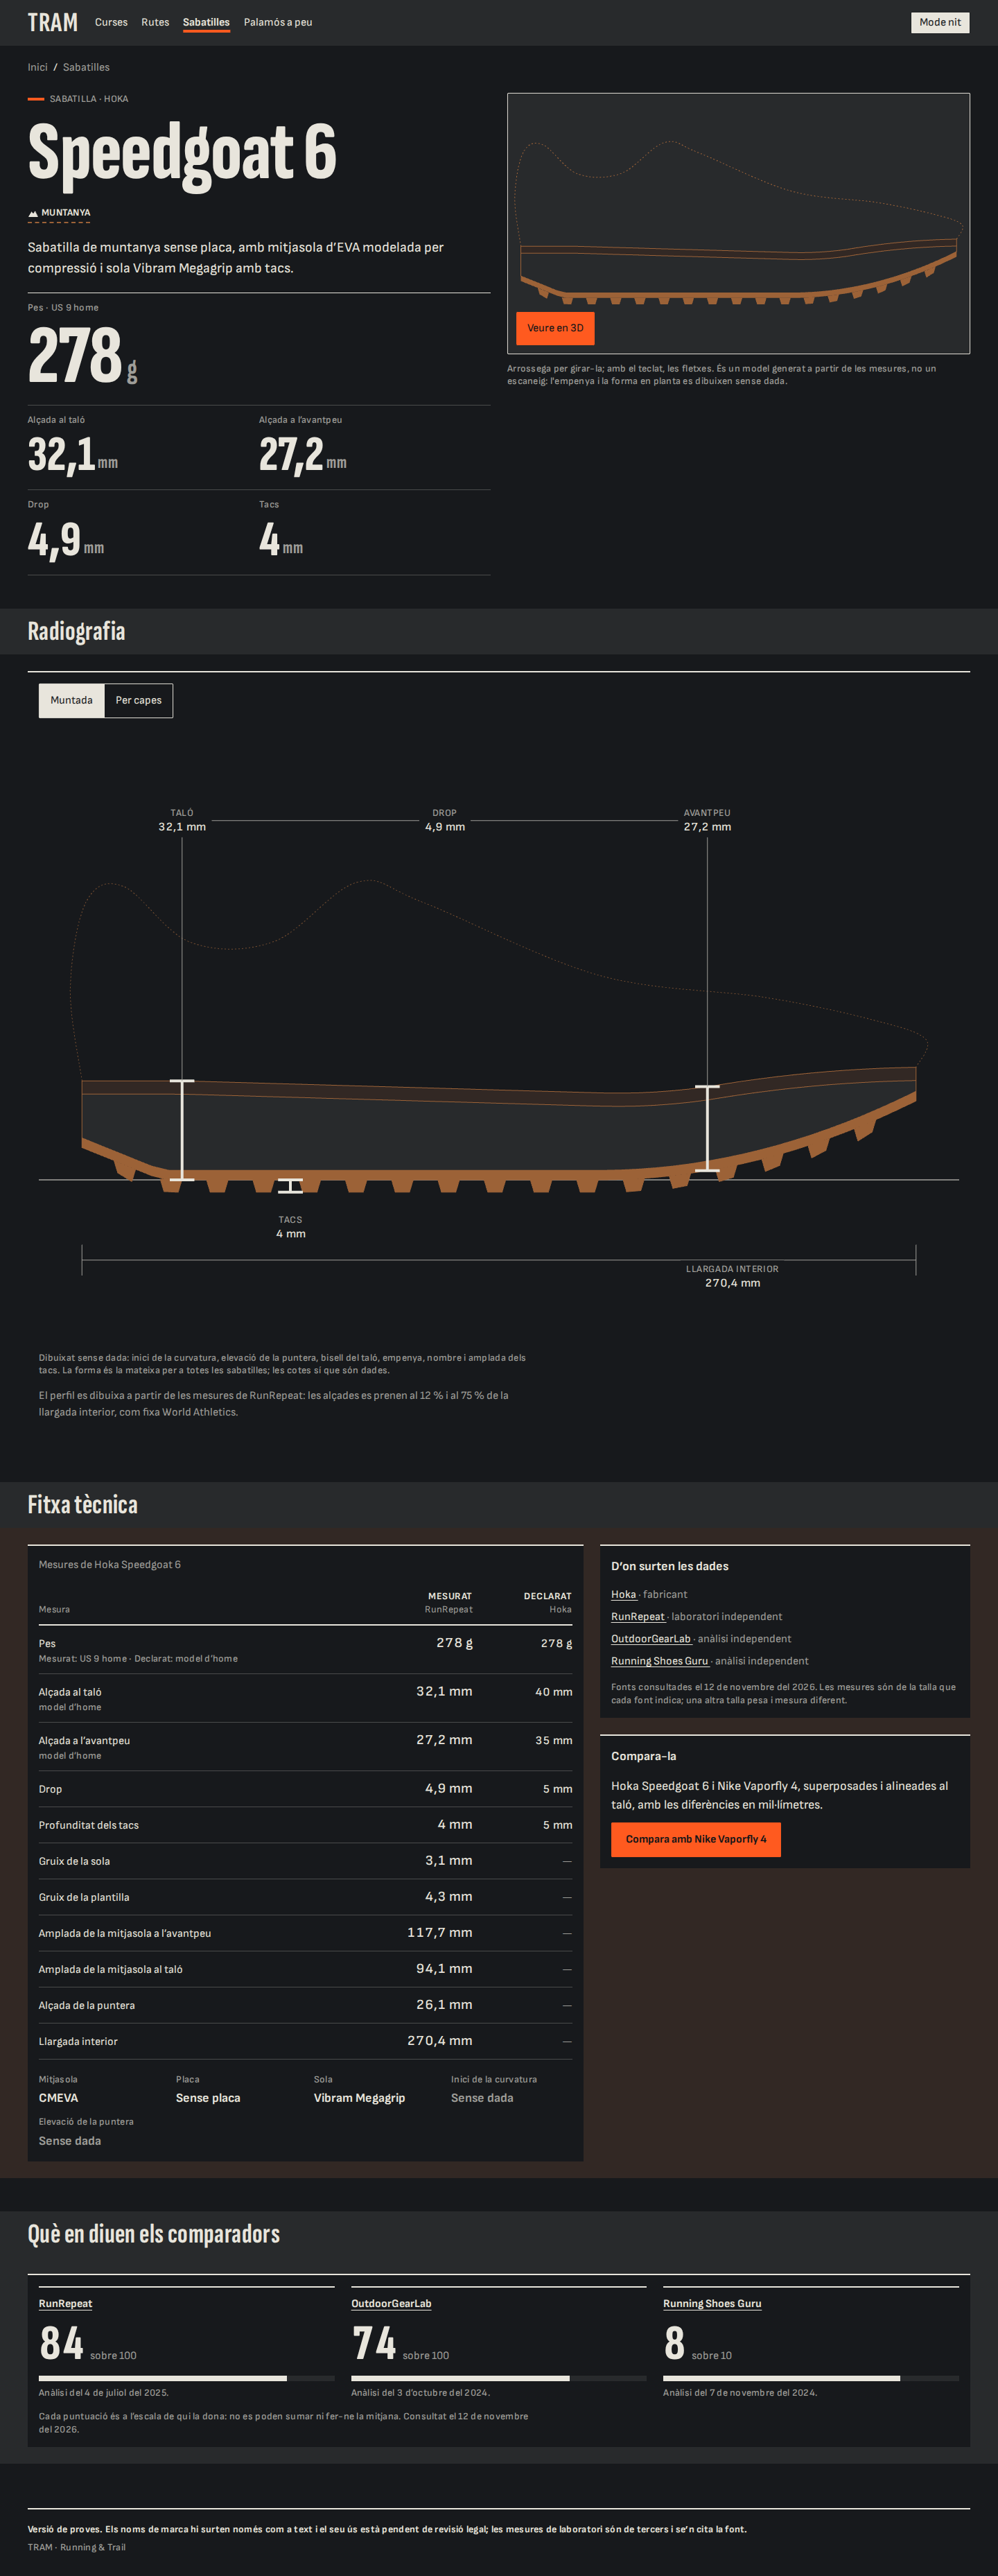 TRAM
Curses
Rutes
Sabatilles
Palamós a peu
Mode nit
Inici / Sabatilles
SABATILLA · HOKA
Speedgoat 6
MUNTANYA
Sabatilla de muntanya sense placa, amb mitjasola d’EVA modelada per
compressió i sola Vibram Megagrip amb tacs.
Pes · US 9 home
278 g
Alçada al taló
32,1 mm
Alçada a l’avantpeu
27,2 mm
Drop
4,9 mm
Tacs
4 mm
Veure en 3D
Arrossega per girar-la; amb el teclat, les fletxes. És un model generat a partir de les mesures, no un
escaneig: l’empenya i la forma en planta es dibuixen sense dada.
Radiografia
Muntada
Per capes
TALÓ
32,1 mm
DROP
4,9 mm
AVANTPEU
27,2 mm
TACS
4 mm
LLARGADA INTERIOR
270,4 mm
Dibuixat sense dada: inici de la curvatura, elevació de la puntera, bisell del taló, empenya, nombre i amplada dels
tacs. La forma és la mateixa per a totes les sabatilles; les cotes sí que són dades.
El perfil es dibuixa a partir de les mesures de RunRepeat: les alçades es prenen al 12 % i al 75 % de la
llargada interior, com fixa World Athletics.
Fitxa tècnica
Mesures de Hoka Speedgoat 6
Mesura
MESURAT
RunRepeat
DECLARAT
Hoka
Pes
Mesurat: US 9 home · Declarat: model d’home
278 g
278 g
Alçada al taló
model d’home
32,1 mm
40 mm
Alçada a l’avantpeu
model d’home
27,2 mm
35 mm
Drop
4,9 mm
5 mm
Profunditat dels tacs
4 mm
5 mm
Gruix de la sola
3,1 mm
—
Gruix de la plantilla
4,3 mm
—
Amplada de la mitjasola a l’avantpeu
117,7 mm
—
Amplada de la mitjasola al taló
94,1 mm
—
Alçada de la puntera
26,1 mm
—
Llargada interior
270,4 mm
—
Mitjasola
CMEVA
Placa
Sense placa
Sola
Vibram Megagrip
Inici de la curvatura
Sense dada
Elevació de la puntera
Sense dada
D’on surten les dades
Hoka · fabricant
RunRepeat · laboratori independent
OutdoorGearLab · anàlisi independent
Running Shoes Guru · anàlisi independent
Fonts consultades el 12 de novembre del 2026. Les mesures són de la talla que
cada font indica; una altra talla pesa i mesura diferent.
Compara-la
Hoka Speedgoat 6 i Nike Vaporfly 4, superposades i alineades al
taló, amb les diferències en mil·límetres.
Compara amb Nike Vaporfly 4
Què en diuen els comparadors
RunRepeat
84 sobre 100
Anàlisi del 4 de juliol del 2025.
OutdoorGearLab
74 sobre 100
Anàlisi del 3 d’octubre del 2024.
Running Shoes Guru
8 sobre 10
Anàlisi del 7 de novembre del 2024.
Cada puntuació és a l’escala de qui la dona: no es poden sumar ni fer-ne la mitjana. Consultat el 12 de novembre
del 2026.
Versió de proves. Els noms de marca hi surten només com a text i el seu ús està pendent de revisió legal; les mesures de laboratori són de tercers i se’n cita la font.
TRAM · Running & Trail